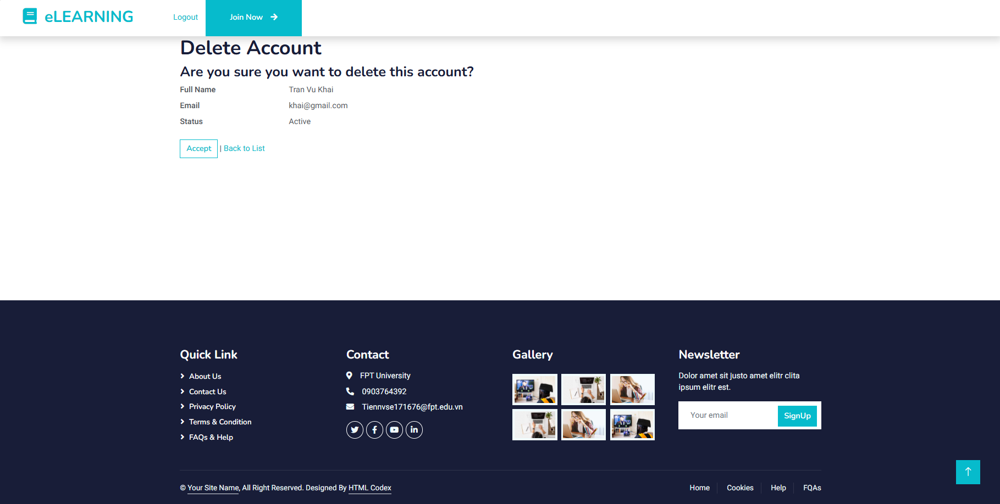 eLEARNING
Logout
Join Now
Delete Account
Are you sure you want to delete this account?
Full Name Tran Vu Khai
Email khai@gmail.com
Status Active
Accept | Back to List
Quick Link
About Us
Contact Us
Privacy Policy
Terms & Condition
FAQs & Help
Contact
FPT University
0903764392
Tiennvse171676@fpt.edu.vn
Gallery
Newsletter
Dolor amet sit justo amet elitr clita
ipsum elitr est.
Your email
SignUp
© Your Site Name, All Right Reserved. Designed By HTML Codex
Home Cookies Help FQAs